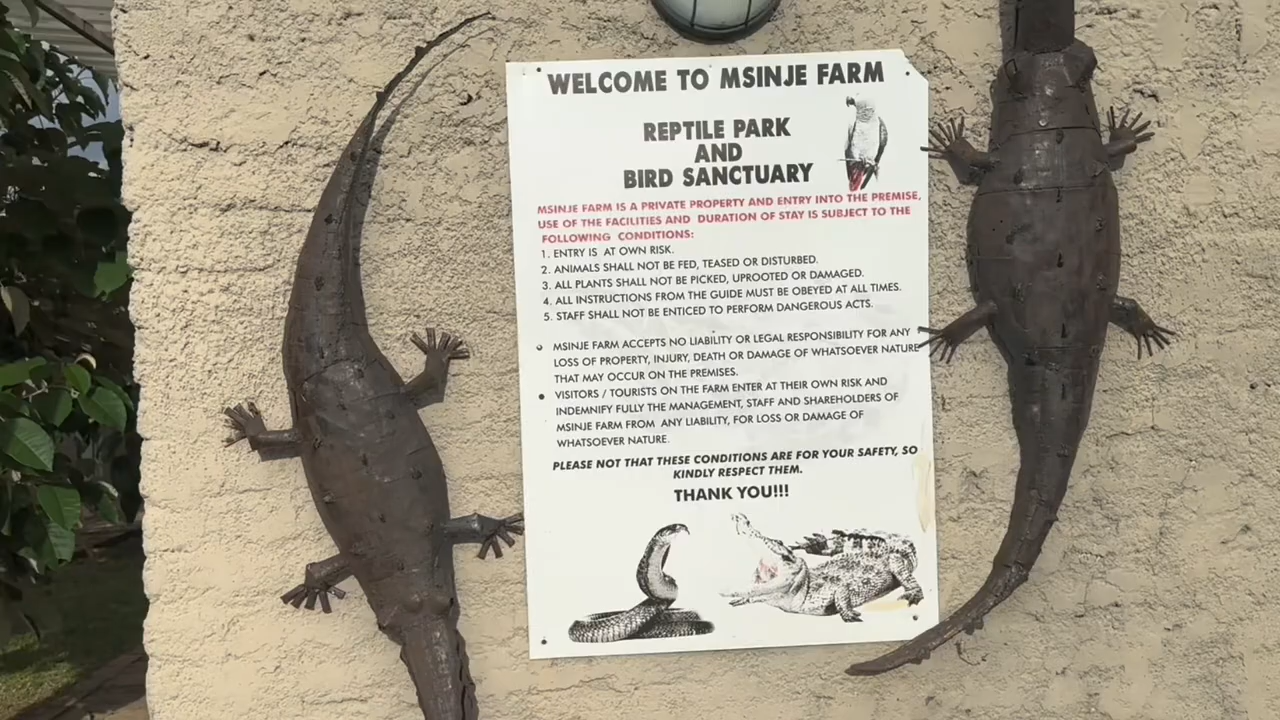 WELCOME TO MSINJE FARM
REPTILE PARK
AND
BIRD SANCTUARY
MSINJE FARM IS A PRIVATE PROPERTY AND ENTRY INTO THE PREMISE,
USE OF THE FACILITIES AND DURATION OF STAY IS SUBJECT TO THE
FOLLOWING CONDITIONS:
1. ENTRY IS AT OWN RISK.
2. ANIMALS SHALL NOT BE FED, TEASED OR DISTURBED.
3. ALL PLANTS SHALL NOT BE PICKED, UPROOTED OR DAMAGED.
4. ALL INSTRUCTIONS FROM THE GUIDE MUST BE OBEYED AT ALL TIMES.
5. STAFF SHALL NOT BE ENTICED TO PERFORM DANGEROUS ACTS.
MSINJE FARM ACCEPTS NO LIABILITY OR LEGAL RESPONSIBILITY FOR ANY
LOSS OF PROPERTY, INJURY, DEATH OR DAMAGE OF WHATSOEVER NATURE
THAT MAY OCCUR ON THE PREMISES.
VISITORS / TOURISTS ON THE FARM ENTER AT THEIR OWN RISK AND
INDEMNIFY FULLY THE MANAGEMENT, STAFF AND SHAREHOLDERS OF
MSINJE FARM FROM ANY LIABILITY, FOR LOSS OR DAMAGE OF
WHATSOEVER NATURE.
PLEASE NOT THAT THESE CONDITIONS ARE FOR YOUR SAFETY, SO
KINDLY RESPECT THEM.
THANK YOU!!!